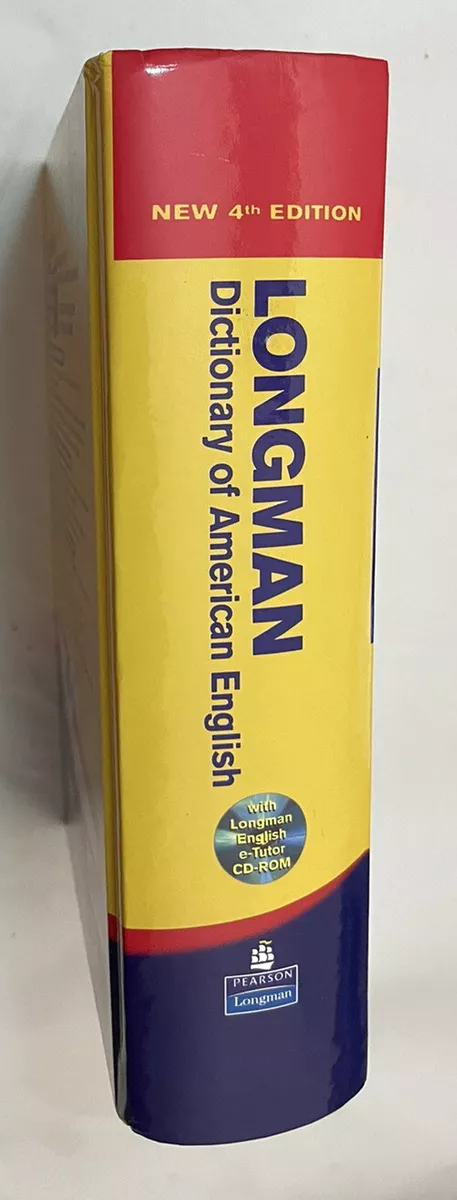 NEW 4th EDITION
LONGMAN
Dictionary of American English
with
Longman
English
e-Tutor
CD-ROM
PEARSON
Longman